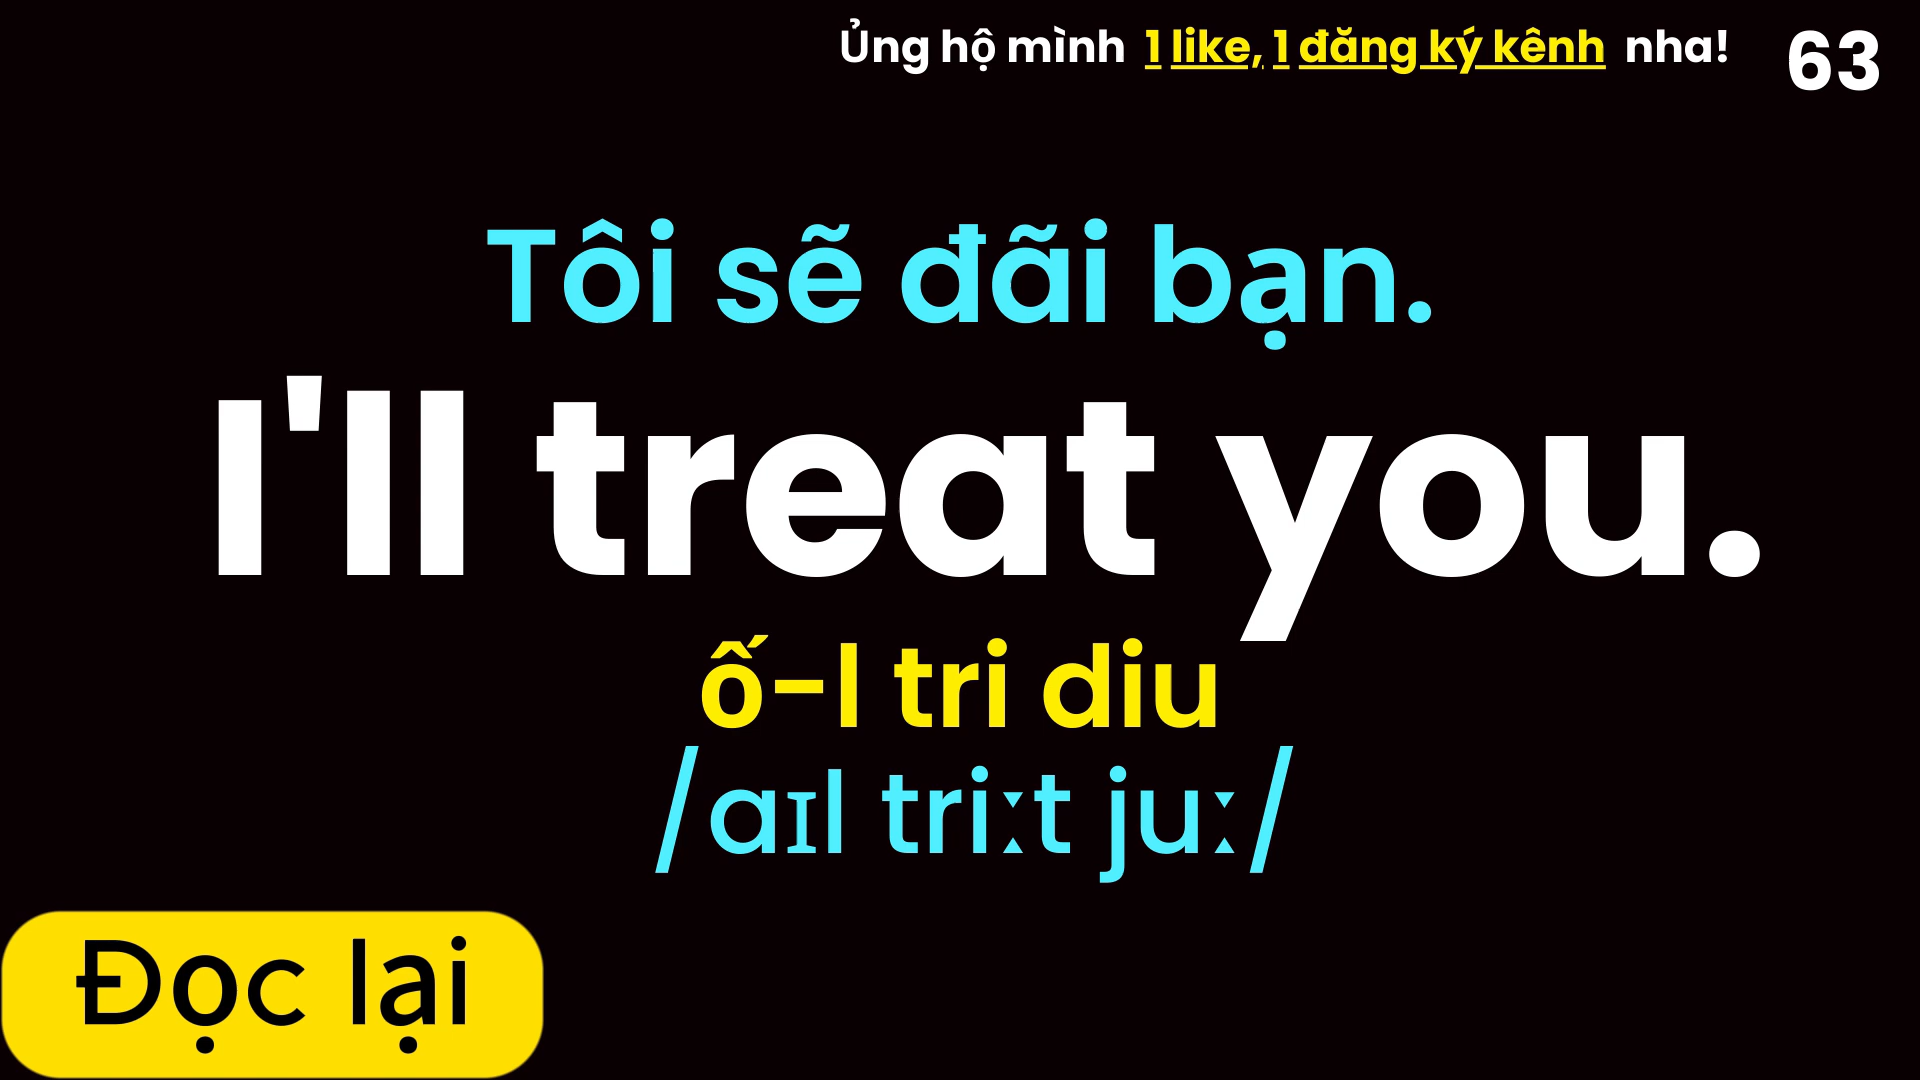 Ủng hộ mình 1 like, 1 đăng ký kênh nha! 63
Tôi sẽ đãi bạn.
I'll treat you.
ố-l tri diu
/aɪl triːt juː/
Đọc lại